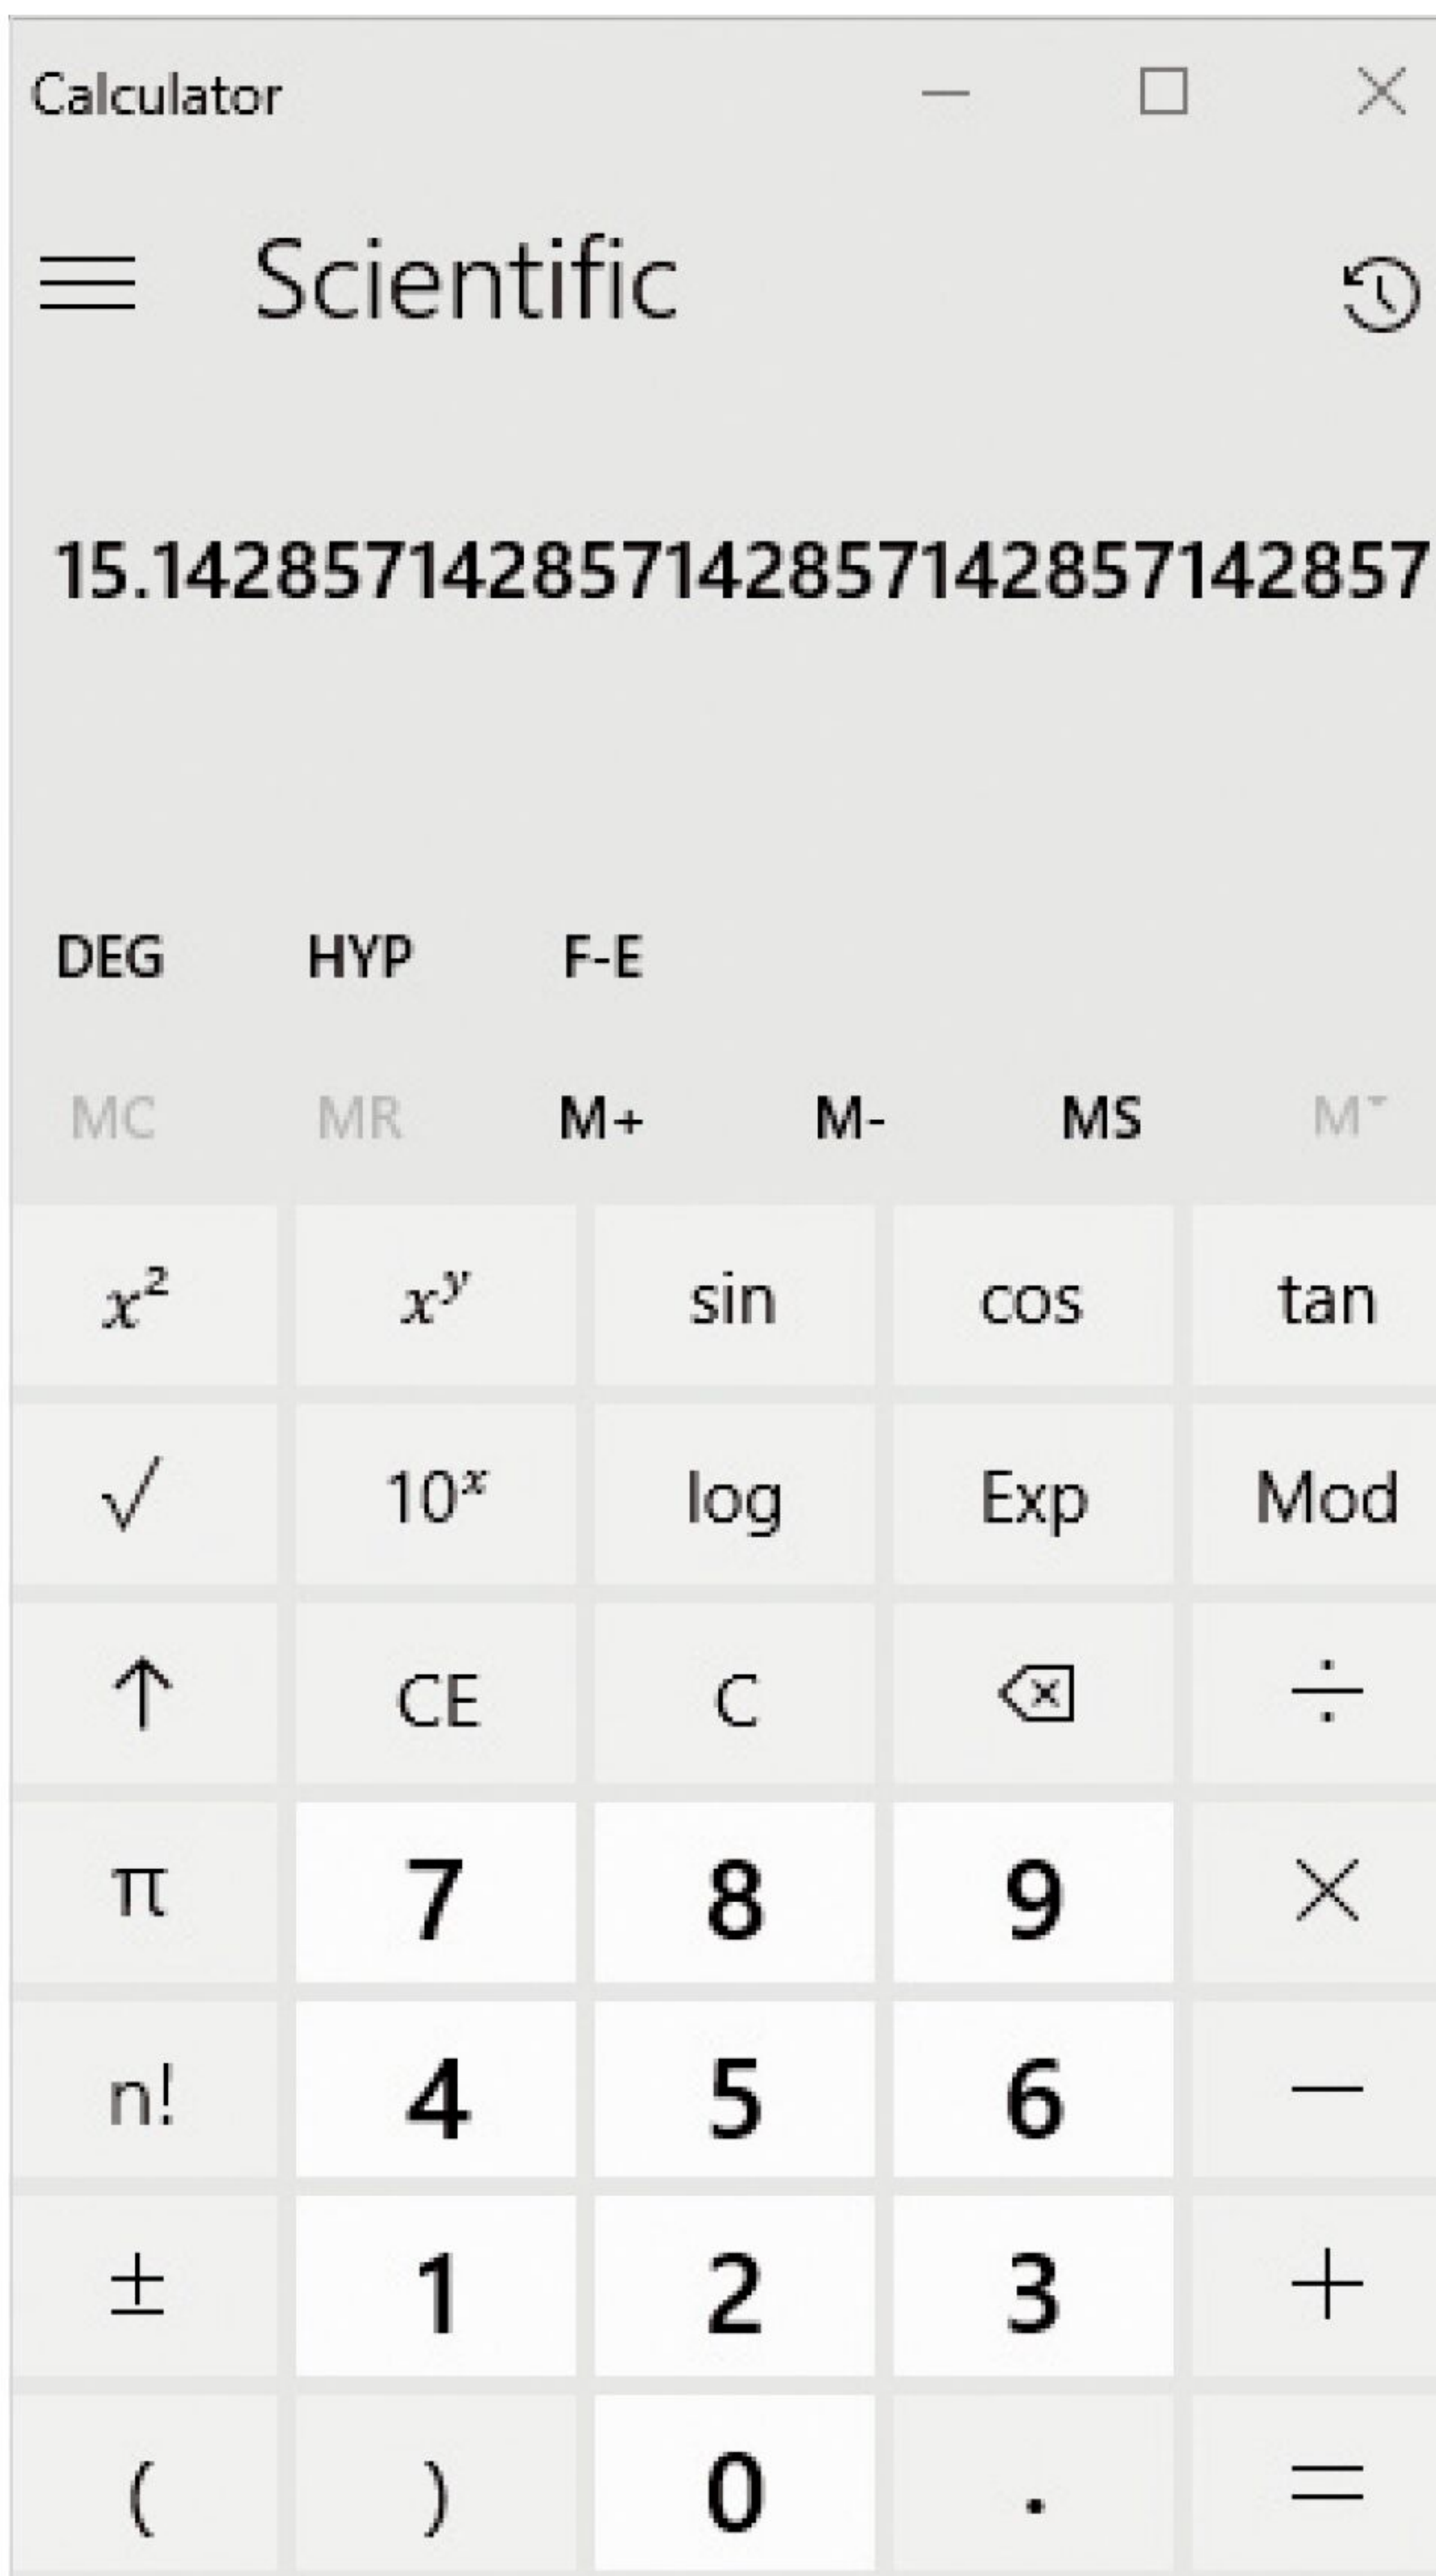 Calculator
Scientific
15.142857142857142857142857142857
DEG HYP F-E
MC MR M+ M- MS M˅
x² xʸ sin cos tan
√ 10ˣ log Exp Mod
↑ CE C ÷
π 7 8 9 ×
n! 4 5 6 −
± 1 2 3 +
( ) 0 . =